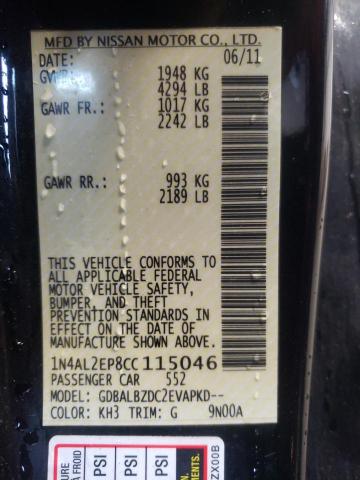 MFD BY NISSAN MOTOR CO., LTD.
DATE: 06/11
GVWR: 1948 KG
4294 LB
GAWR FR: 1017 KG
2242 LB
GAWR RR: 993 KG
2189 LB
THIS VEHICLE CONFORMS TO
ALL APPLICABLE FEDERAL
MOTOR VEHICLE SAFETY,
BUMPER, AND THEFT
PREVENTION STANDARDS IN
EFFECT ON THE DATE OF
MANUFACTURE SHOWN ABOVE.
1N4AL2EP8CC115046
PASSENGER CAR 552
MODEL: GDBALBZDC2EVAPKD--
COLOR: KH3 TRIM: G 9N00A
PSI
PSI
PSI
ZX00B